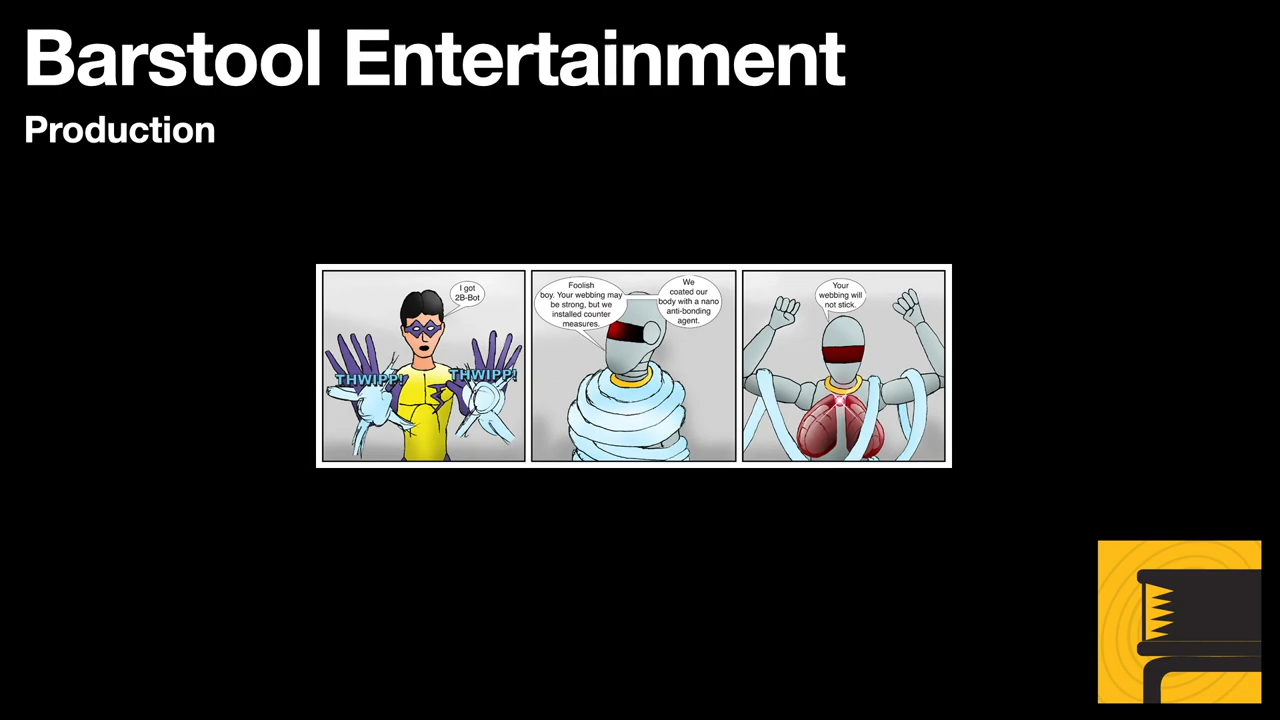 Barstool Entertainment
Production
I got
2B-Bot
THWIPP!
THWIPP!
Foolish
boy. Your webbing may
be strong, but we
installed counter
measures.
We
coated our
body with a nano
anti-bonding
agent.
Your
webbing will
not stick.